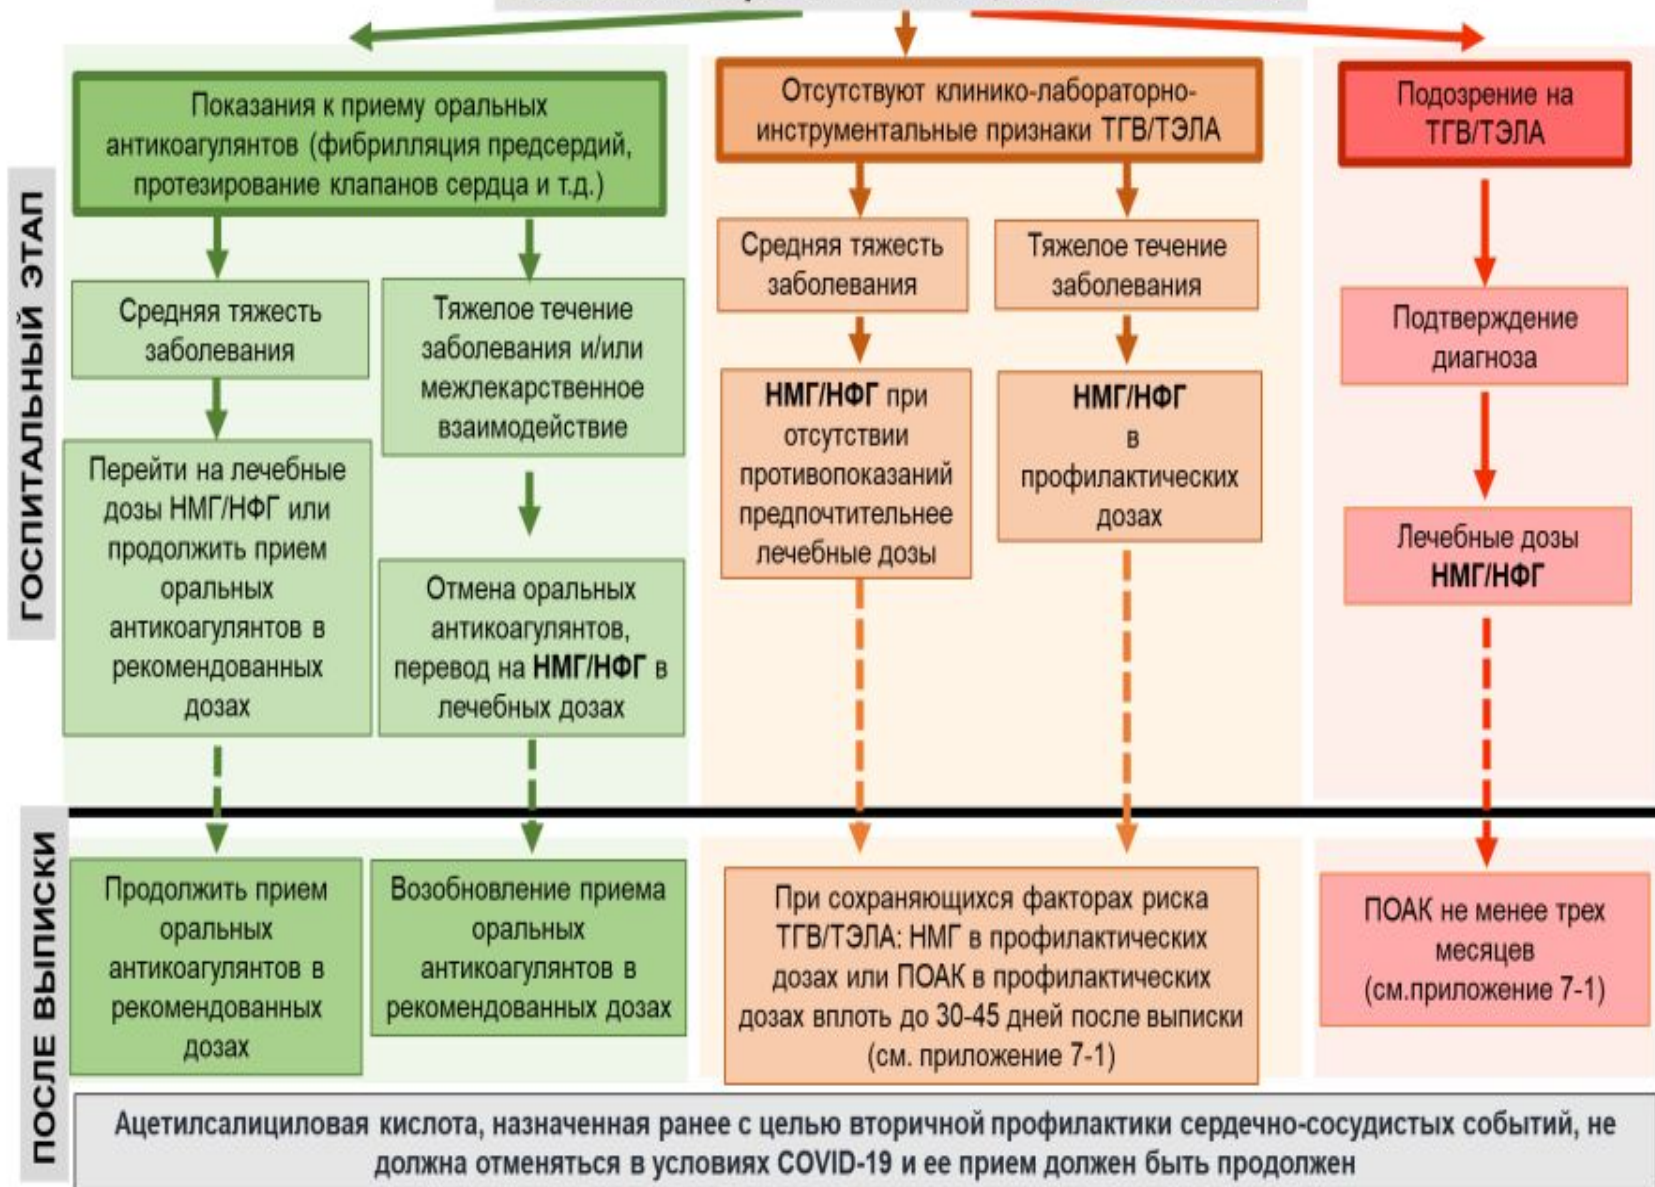 ГОСПИТАЛЬНЫЙ ЭТАП
Показания к приему оральных
антикоагулянтов (фибрилляция предсердий,
протезирование клапанов сердца и т.д.)
Средняя тяжесть
заболевания
Перейти на лечебные
дозы НМГ/НФГ или
продолжить прием
оральных
антикоагулянтов в
рекомендованных
дозах
Тяжелое течение
заболевания и/или
межлекарственное
взаимодействие
Отмена оральных
антикоагулянтов,
перевод на НМГ/НФГ в
лечебных дозах
Отсутствуют клинико-лабораторно-
инструментальные признаки ТГВ/ТЭЛА
Средняя тяжесть
заболевания
НМГ/НФГ при
отсутствии
противопоказаний
предпочтительнее
лечебные дозы
Тяжелое течение
заболевания
НМГ/НФГ
в
профилактических
дозах
Подозрение на
ТГВ/ТЭЛА
Подтверждение
диагноза
Лечебные дозы
НМГ/НФГ
ПОСЛЕ ВЫПИСКИ
Продолжить прием
оральных
антикоагулянтов в
рекомендованных
дозах
Возобновление приема
оральных
антикоагулянтов в
рекомендованных дозах
При сохраняющихся факторах риска
ТГВ/ТЭЛА: НМГ в профилактических
дозах или ПОАК в профилактических
дозах вплоть до 30-45 дней после выписки
(см. приложение 7-1)
ПОАК не менее трех
месяцев
(см.приложение 7-1)
Ацетилсалициловая кислота, назначенная ранее с целью вторичной профилактики сердечно-сосудистых событий, не
должна отменяться в условиях COVID-19 и ее прием должен быть продолжен